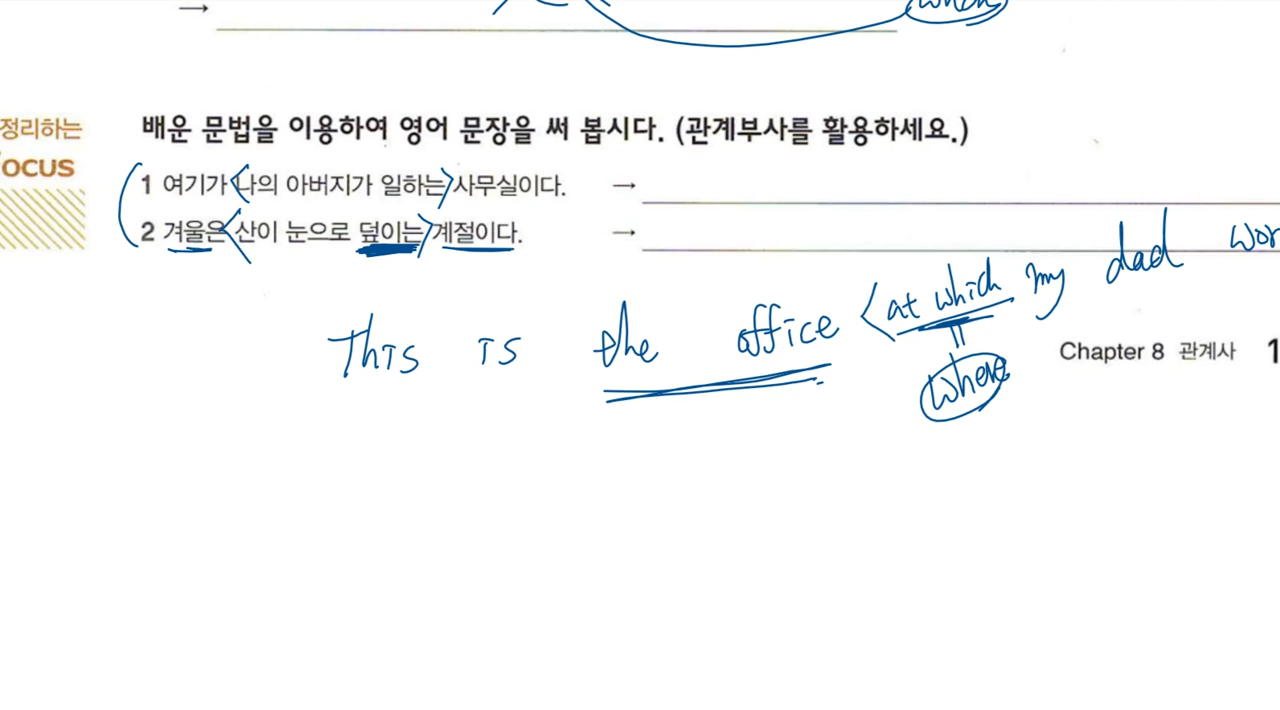 →
정리하는
배운 문법을 이용하여 영어 문장을 써 봅시다. (관계부사를 활용하세요.)
OCUS
1 여기가 나의 아버지가 일하는 사무실이다. →
2 겨울은 산이 눈으로 덮이는 계절이다. →
This is the office <at which my dad wor
||
where
Chapter 8 관계사 1